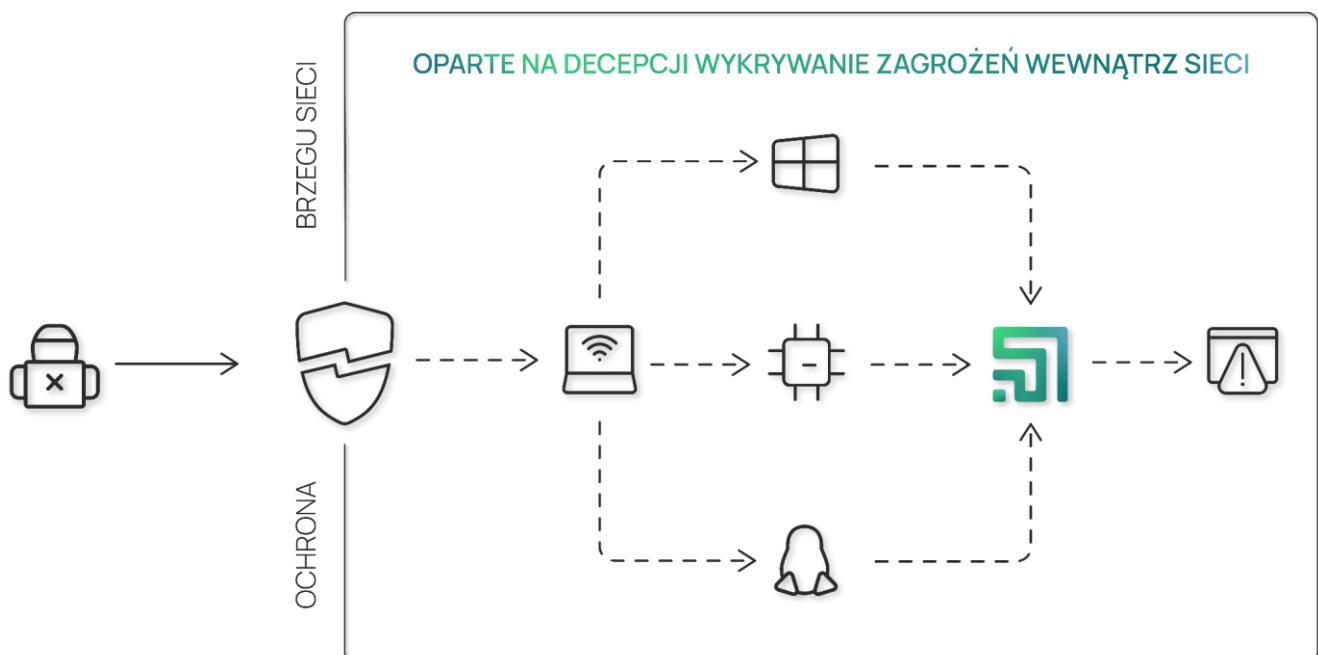 OPARTE NA DECEPCJI WYKRYWANIE ZAGROŻEŃ WEWNĄTRZ SIECI
OCHRONA
BRZEGU SIECI